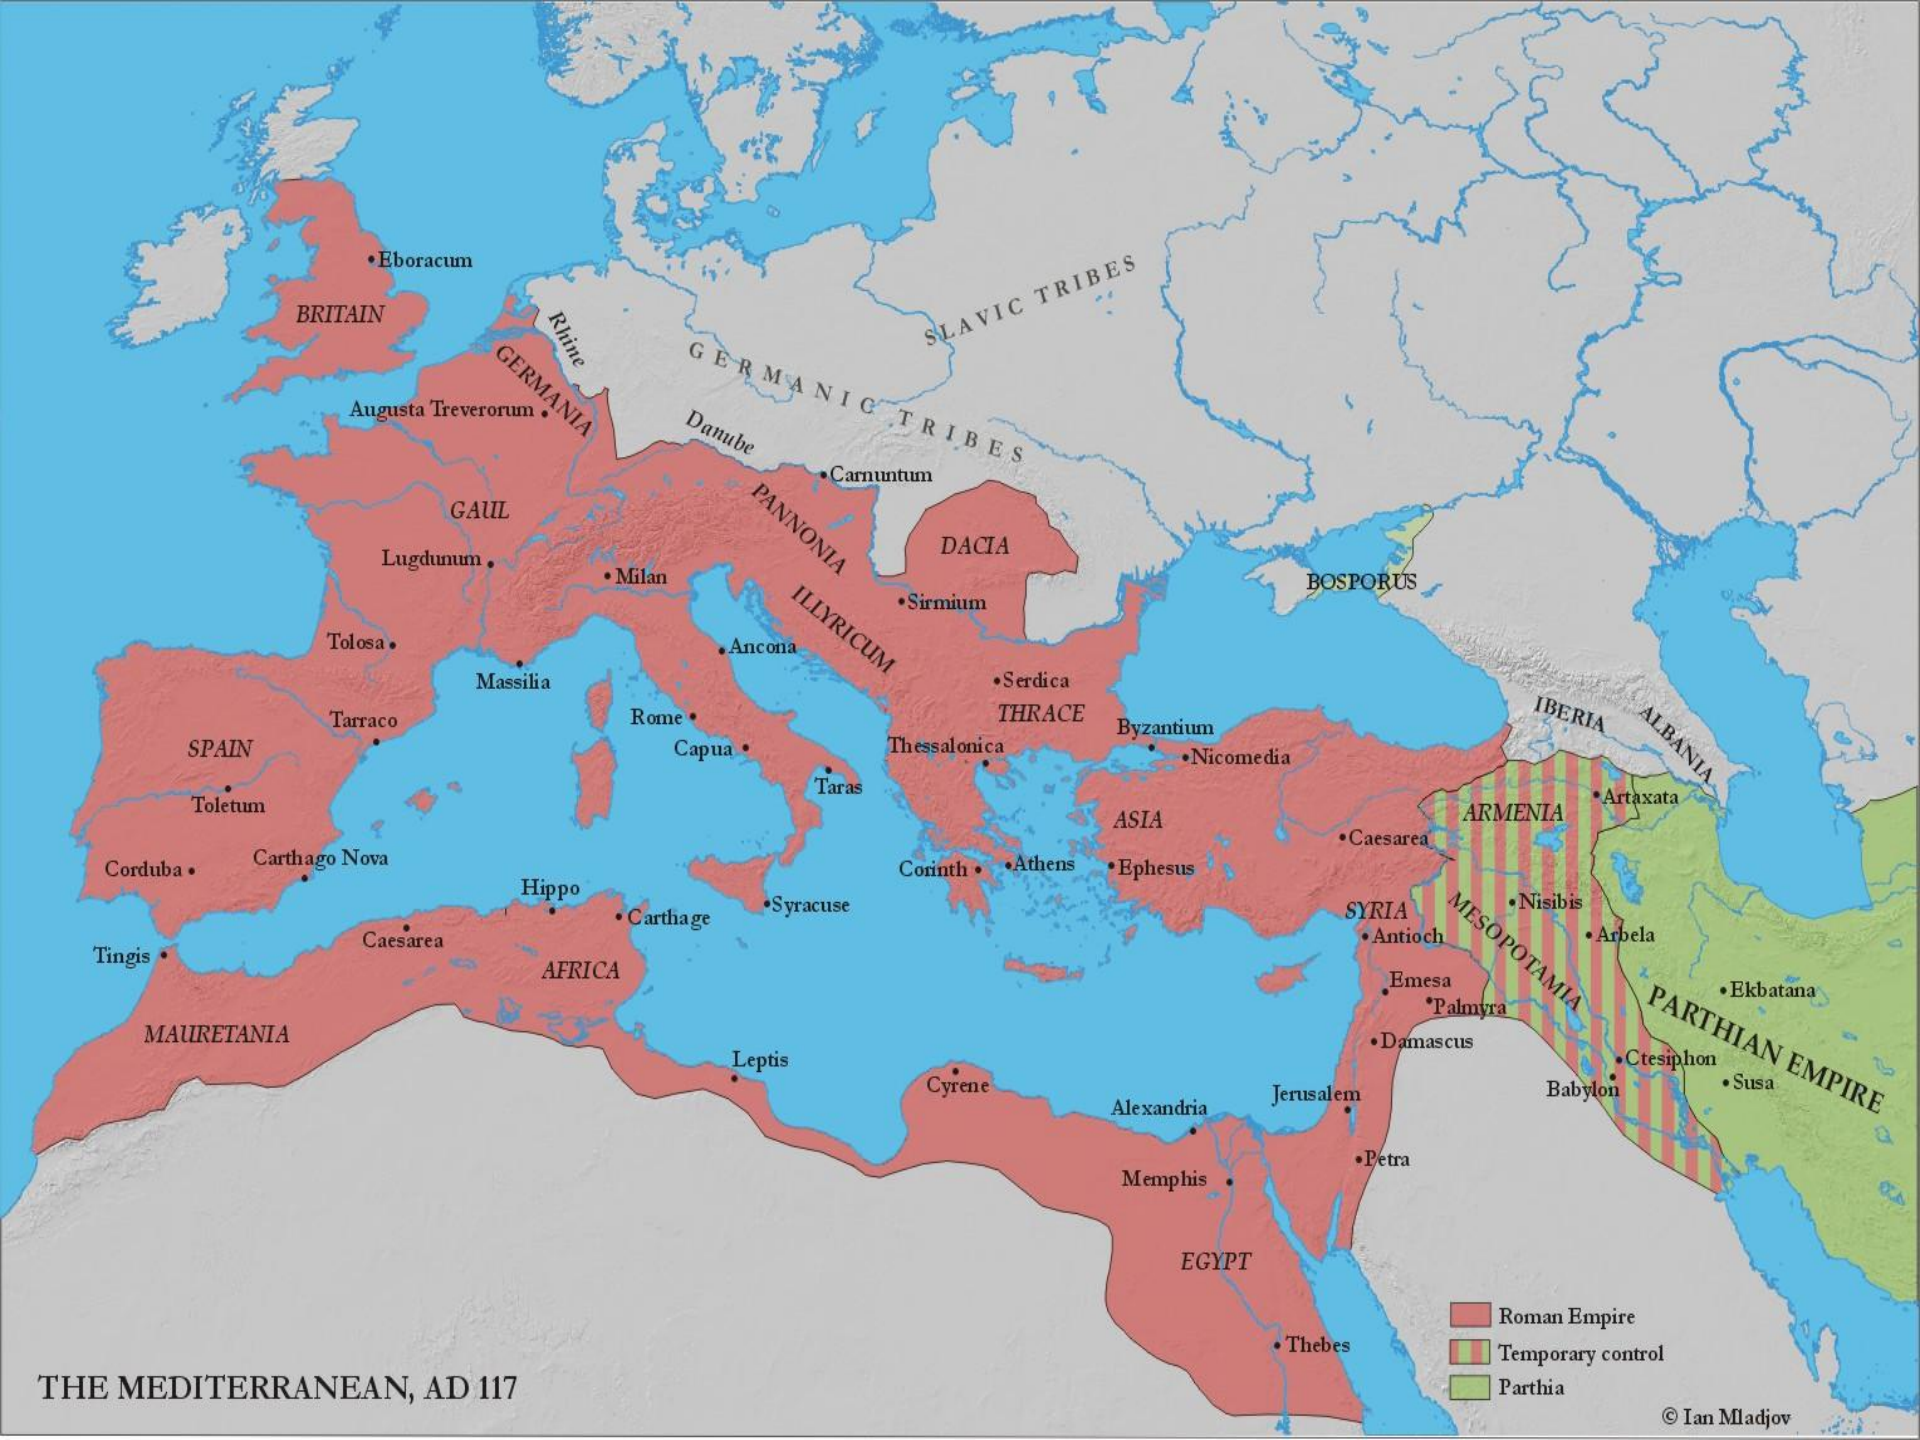 Eboracum
BRITAIN
SLAVIC TRIBES
Rhine
GERMANIC TRIBES
GERMANIA
Augusta Treverorum
Danube
Carnuntum
PANNONIA
GAUL
DACIA
Lugdunum
Milan
BOSPORUS
ILLYRICUM
Sirmium
Tolosa
Ancona
Massilia
Serdica
THRACE
Tarraco
Rome
IBERIA
ALBANIA
SPAIN
Capua
Thessalonica
Byzantium
Nicomedia
Toletum
Taras
ASIA
ARMENIA
Artaxata
Caesarea
Corduba
Carthago Nova
Corinth
Athens
Ephesus
Hippo
Carthage
Syracuse
SYRIA
MESOPOTAMIA
Nisibis
Arbela
Tingis
Caesarea
Antioch
AFRICA
Emesa
Palmyra
Ekbatana
PARTHIAN EMPIRE
MAURETANIA
Damascus
Leptis
Cyrene
Ctesiphon
Susa
Babylon
Alexandria
Jerusalem
Petra
Memphis
EGYPT
Thebes
Roman Empire
Temporary control
Parthia
THE MEDITERRANEAN, AD 117
© Ian Mladjov